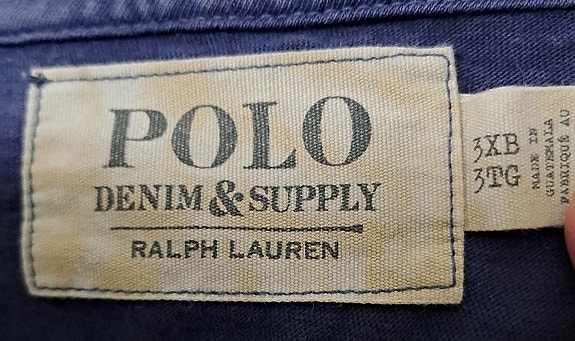 POLO
DENIM & SUPPLY
RALPH LAUREN
3XB
3TG
MADE IN
GUATEMALA
FABRIQUÉ AU